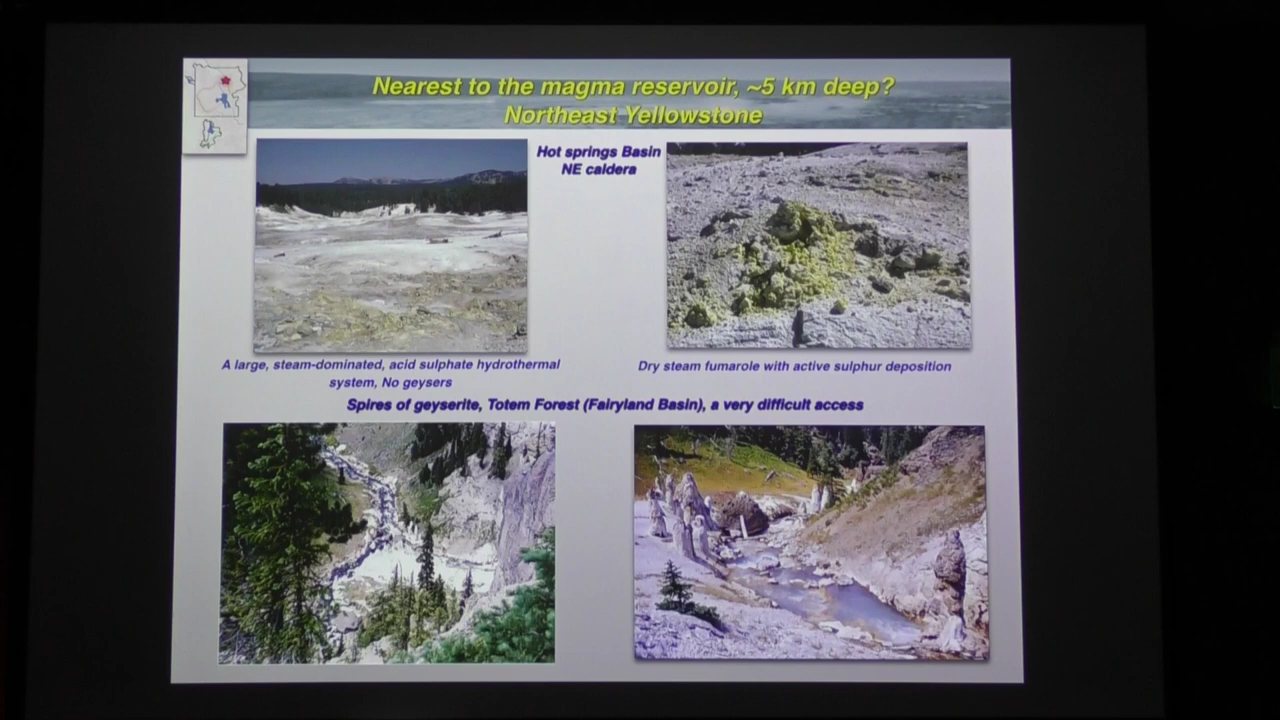 Nearest to the magma reservoir, ~5 km deep?
Northeast Yellowstone
Hot springs Basin
NE caldera
A large, steam-dominated, acid sulphate hydrothermal
system, No geysers
Dry steam fumarole with active sulphur deposition
Spires of geyserite, Totem Forest (Fairyland Basin), a very difficult access